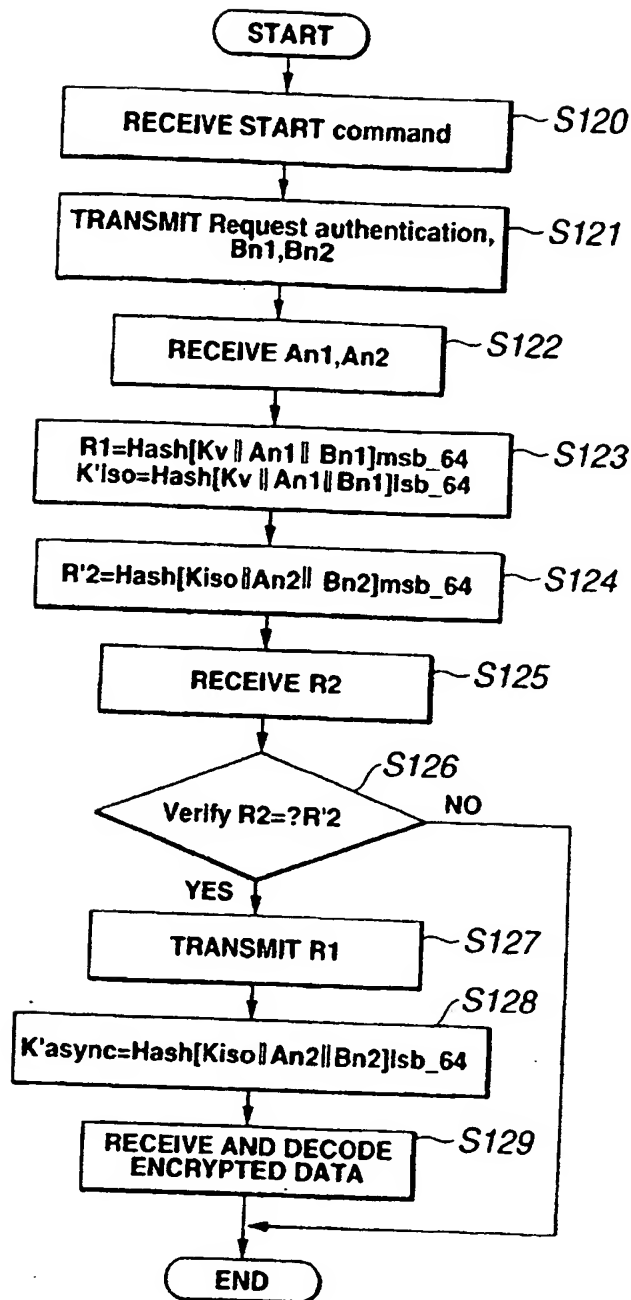 START
RECEIVE START command
S120
TRANSMIT Request authentication,
Bn1,Bn2
S121
RECEIVE An1,An2
S122
R1=Hash[Kv || An1 || Bn1]msb_64
K'iso=Hash[Kv || An1 || Bn1]lsb_64
S123
R'2=Hash[Kiso || An2 || Bn2]msb_64
S124
RECEIVE R2
S125
Verify R2=?R'2
S126
NO
YES
TRANSMIT R1
S127
K'async=Hash[Kiso || An2 || Bn2]lsb_64
S128
RECEIVE AND DECODE
ENCRYPTED DATA
S129
END